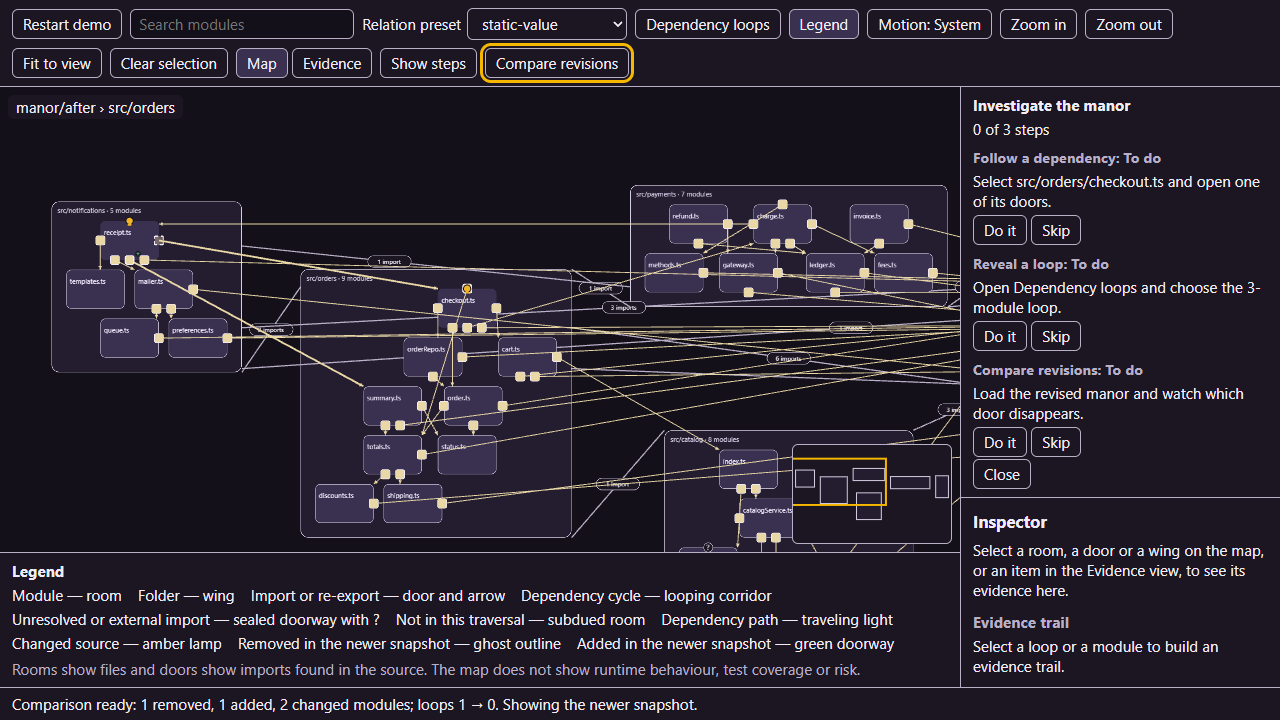 Restart demo Search modules Relation preset static-value Dependency loops Legend Motion: System Zoom in Zoom out
Fit to view Clear selection Map Evidence Show steps Compare revisions
manor/after › src/orders
src/notifications · 5 modules
receipt.ts
templates.ts mailer.ts
queue.ts preferences.ts
1 import
src/orders · 9 modules
checkout.ts
orderRepo.ts cart.ts
summary.ts order.ts
totals.ts status.ts
discounts.ts shipping.ts
src/payments · 7 modules
refund.ts charge.ts invoice.ts
methods.ts gateway.ts ledger.ts fees.ts
1 import
3 imports
6 imports
1 import
src/catalog · 8 modules
index.ts
catalogService.ts
?
Investigate the manor
0 of 3 steps
Follow a dependency: To do
Select src/orders/checkout.ts and open one
of its doors.
Do it Skip
Reveal a loop: To do
Open Dependency loops and choose the 3-
module loop.
Do it Skip
Compare revisions: To do
Load the revised manor and watch which
door disappears.
Do it Skip
Close
Inspector
Select a room, a door or a wing on the map,
or an item in the Evidence view, to see its
evidence here.
Evidence trail
Select a loop or a module to build an
evidence trail.
Legend
Module — room Folder — wing Import or re-export — door and arrow Dependency cycle — looping corridor
Unresolved or external import — sealed doorway with ? Not in this traversal — subdued room Dependency path — traveling light
Changed source — amber lamp Removed in the newer snapshot — ghost outline Added in the newer snapshot — green doorway
Rooms show files and doors show imports found in the source. The map does not show runtime behaviour, test coverage or risk.
Comparison ready: 1 removed, 1 added, 2 changed modules; loops 1 → 0. Showing the newer snapshot.